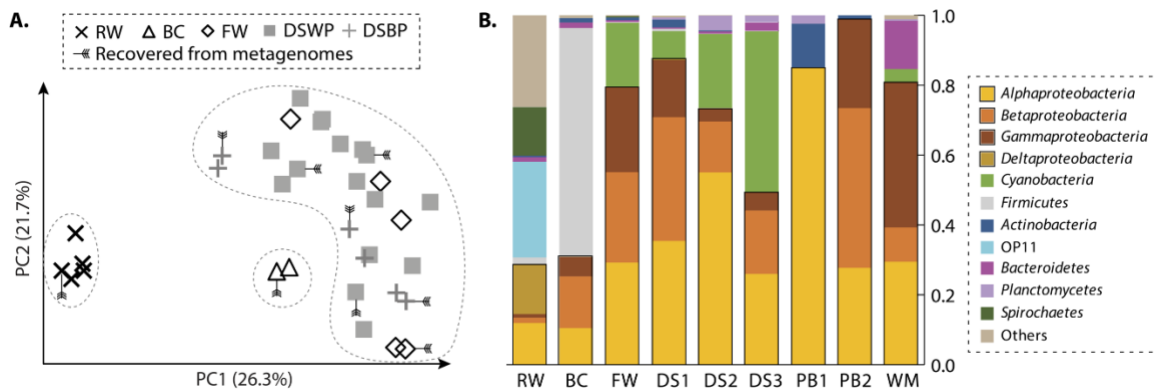 A.
RW BC FW DSWP DSBP
Recovered from metagenomes
PC2 (21.7%)
PC1 (26.3%)
B.
1.0
0.8
0.6
0.4
0.2
0.0
RW BC FW DS1 DS2 DS3 PB1 PB2 WM
Alphaproteobacteria
Betaproteobacteria
Gammaproteobacteria
Deltaproteobacteria
Cyanobacteria
Firmicutes
Actinobacteria
OP11
Bacteroidetes
Planctomycetes
Spirochaetes
Others